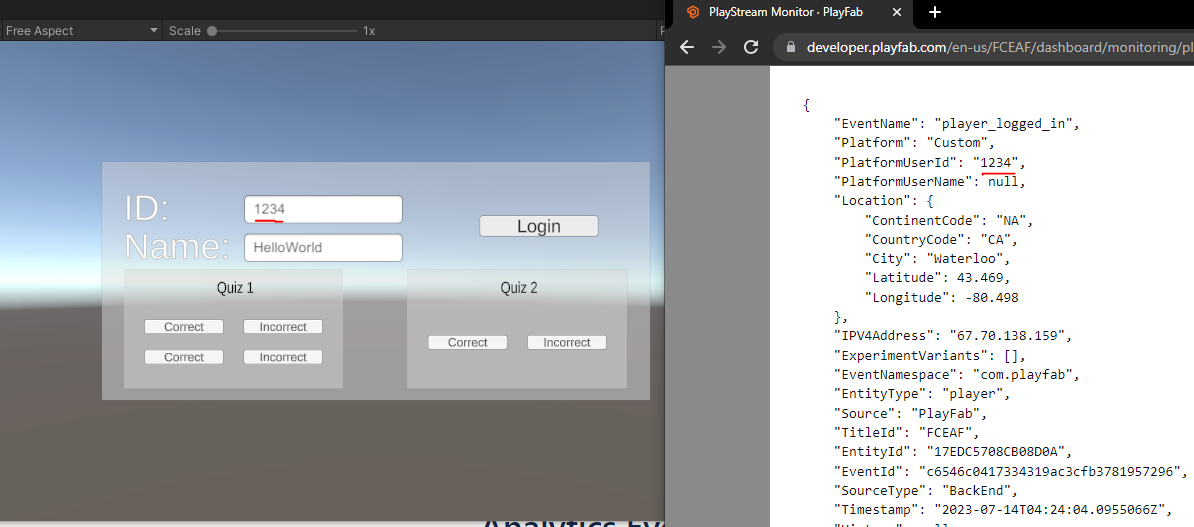 Free Aspect
Scale 1x
ID:
1234
Name:
HelloWorld
Login
Quiz 1
Correct
Incorrect
Correct
Incorrect
Quiz 2
Correct
Incorrect
PlayStream Monitor · PlayFab
developer.playfab.com/en-us/FCEAF/dashboard/monitoring/pl
{
"EventName": "player_logged_in",
"Platform": "Custom",
"PlatformUserId": "1234",
"PlatformUserName": null,
"Location": {
"ContinentCode": "NA",
"CountryCode": "CA",
"City": "Waterloo",
"Latitude": 43.469,
"Longitude": -80.498
},
"IPV4Address": "67.70.138.159",
"ExperimentVariants": [],
"EventNamespace": "com.playfab",
"EntityType": "player",
"Source": "PlayFab",
"TitleId": "FCEAF",
"EntityId": "17EDC5708CB08D0A",
"EventId": "c6546c0417334319ac3cfb3781957296",
"SourceType": "BackEnd",
"Timestamp": "2023-07-14T04:24:04.0955066Z",